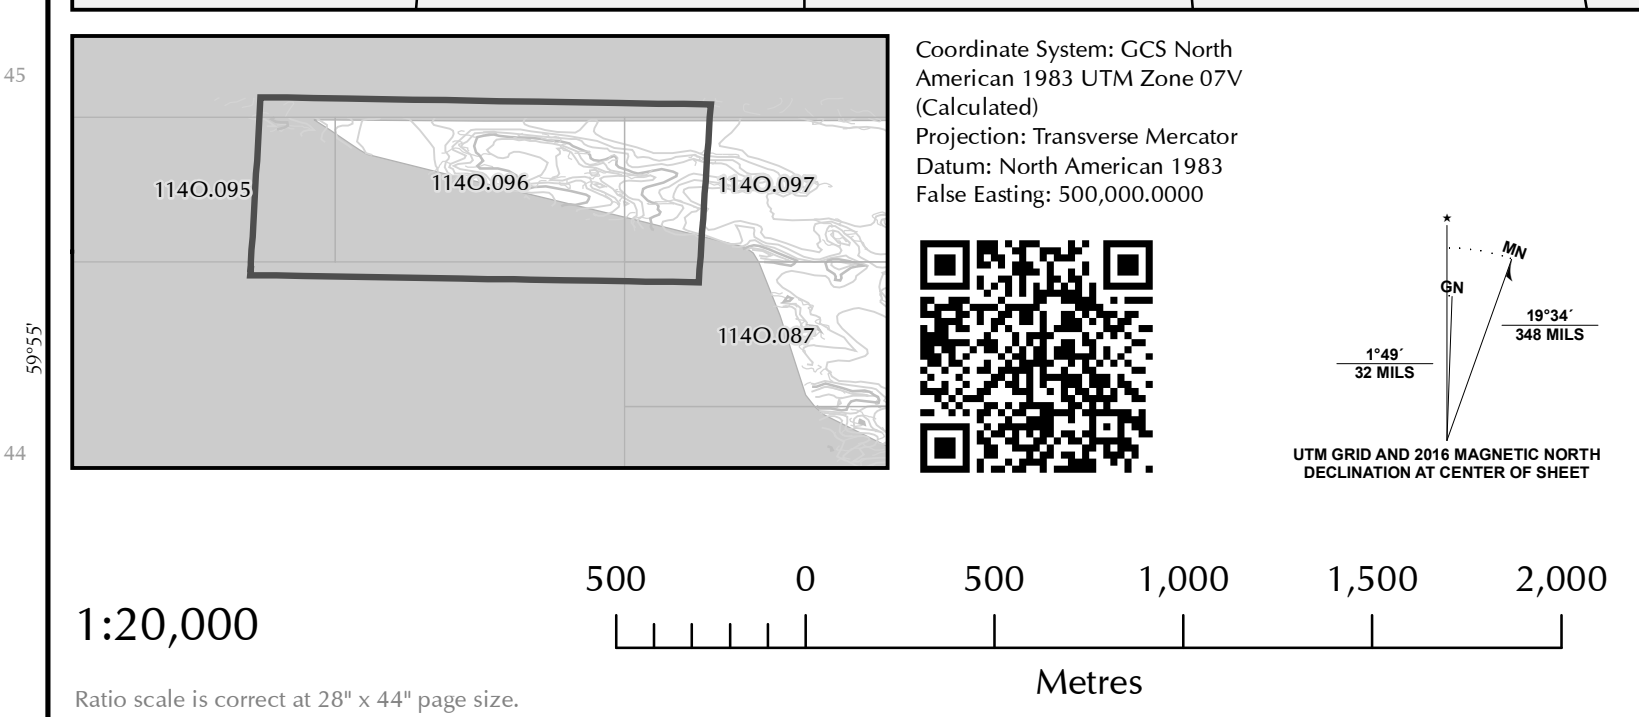 45
44
59°55'
114O.095
114O.096
114O.097
114O.087
Coordinate System: GCS North
American 1983 UTM Zone 07V
(Calculated)
Projection: Transverse Mercator
Datum: North American 1983
False Easting: 500,000.0000
MN
GN
19°34´
348 MILS
1°49´
32 MILS
UTM GRID AND 2016 MAGNETIC NORTH
DECLINATION AT CENTER OF SHEET
1:20,000
500 0 500 1,000 1,500 2,000
Metres
Ratio scale is correct at 28" x 44" page size.